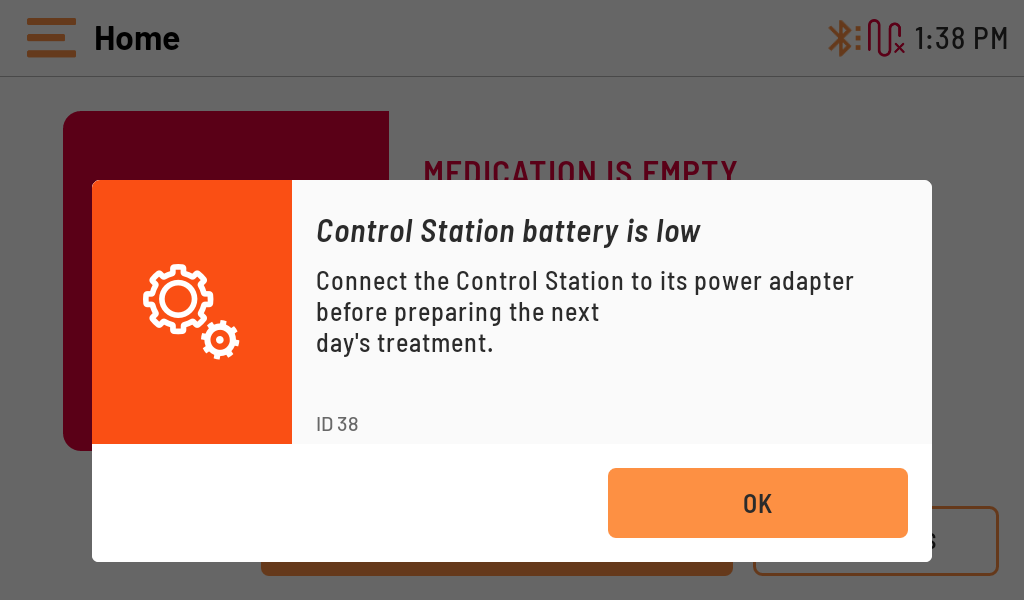 Home
1:38 PM
MEDICATION IS EMPTY
Control Station battery is low
Connect the Control Station to its power adapter
before preparing the next
day's treatment.
ID 38
OK